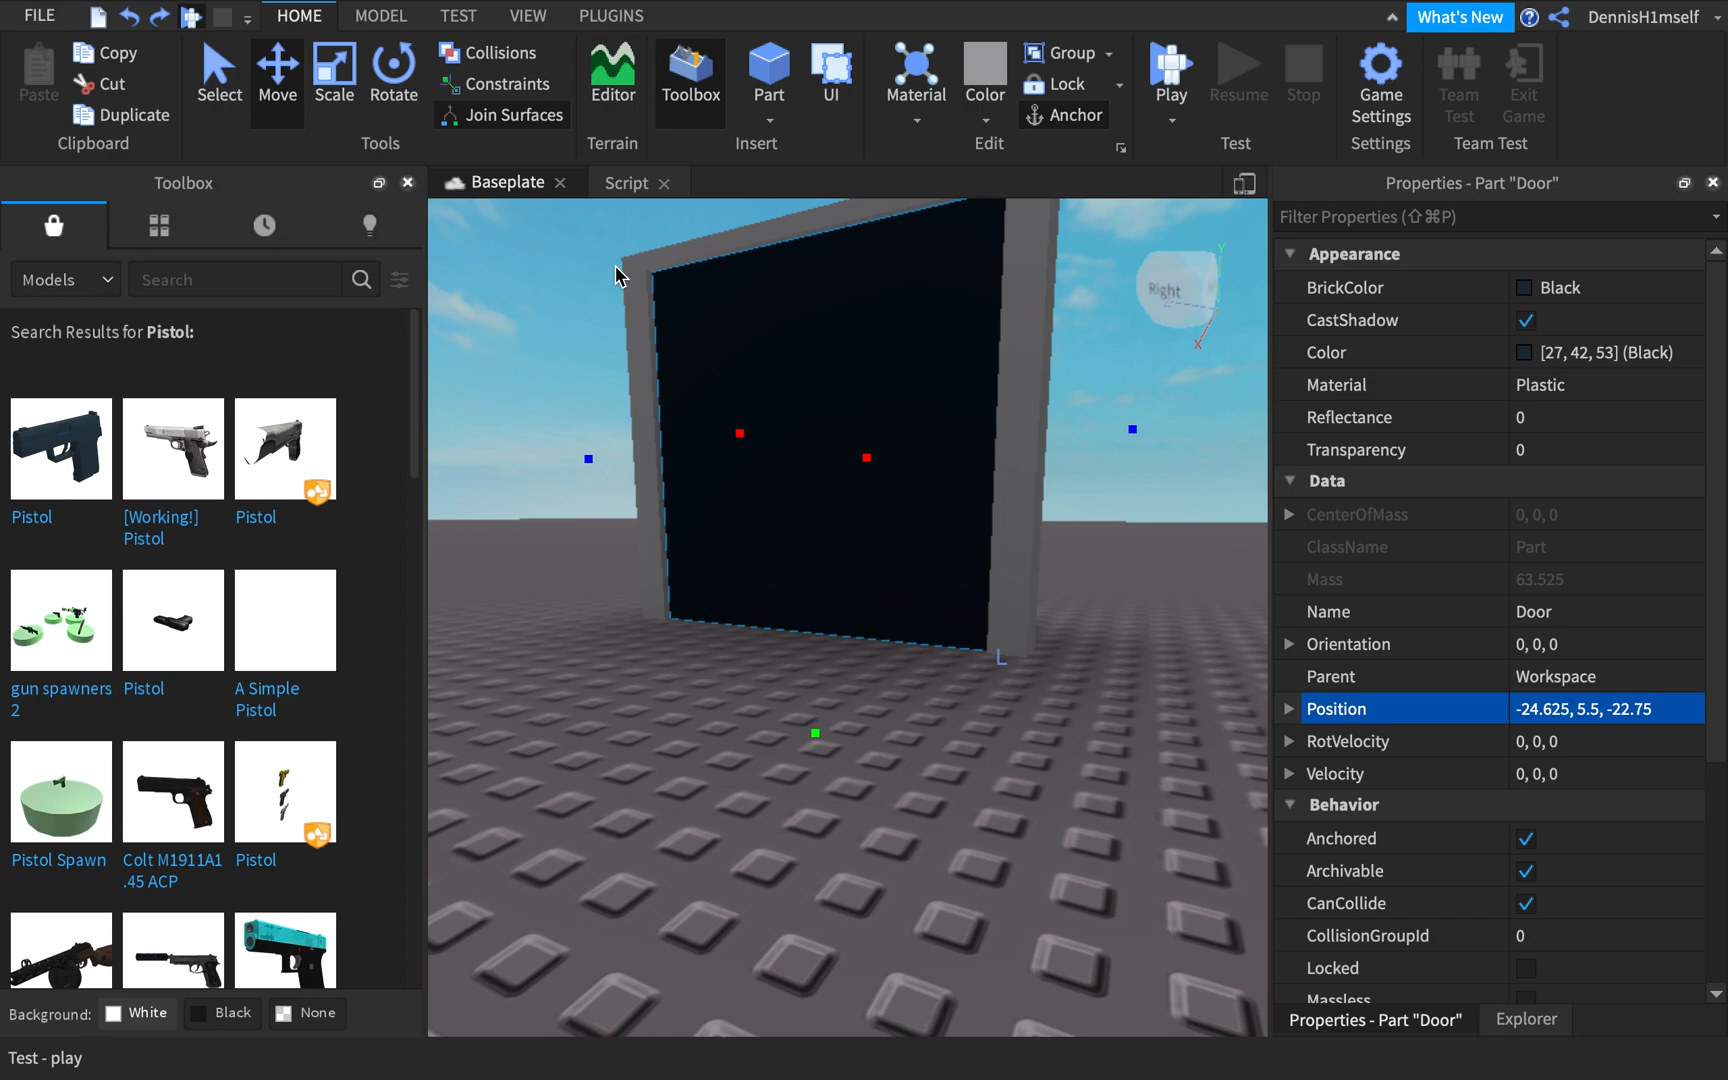 FILE
HOME
MODEL
TEST
VIEW
PLUGINS
What's New
DennisH1mself
Paste
Copy
Cut
Duplicate
Clipboard
Select
Move
Scale
Rotate
Collisions
Constraints
Join Surfaces
Tools
Editor
Terrain
Toolbox
Part
UI
Insert
Material
Color
Group
Lock
Anchor
Edit
Play
Resume
Stop
Test
Game
Settings
Settings
Team
Test
Exit
Game
Team Test
Toolbox
Baseplate
Script
Properties - Part "Door"
Filter Properties (⇧⌘P)
Models
Search
Search Results for Pistol:
Pistol
[Working!]
Pistol
Pistol
gun spawners
2
Pistol
A Simple
Pistol
Pistol Spawn
Colt M1911A1
.45 ACP
Pistol
Background:
White
Black
None
Test - play
Right
Y
X
L
Appearance
BrickColor
Black
CastShadow
Color
[27, 42, 53] (Black)
Material
Plastic
Reflectance
0
Transparency
0
Data
CenterOfMass
0, 0, 0
ClassName
Part
Mass
63.525
Name
Door
Orientation
0, 0, 0
Parent
Workspace
Position
-24.625, 5.5, -22.75
RotVelocity
0, 0, 0
Velocity
0, 0, 0
Behavior
Anchored
Archivable
CanCollide
CollisionGroupId
0
Locked
Massless
Properties - Part "Door"
Explorer